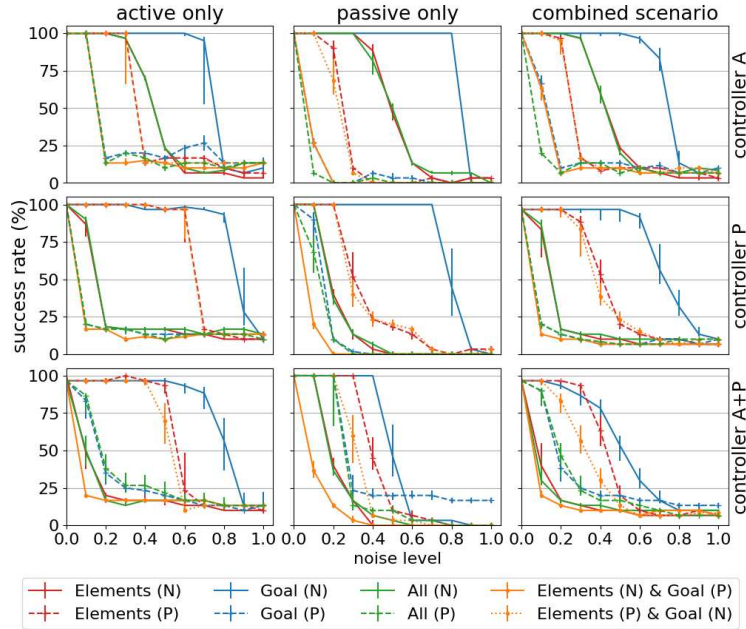 active only passive only combined scenario
100
75
50
25
0
controller A
success rate (%)
100
75
50
25
0
controller P
100
75
50
25
0
controller A+P
0.0 0.2 0.4 0.6 0.8 1.0 0.0 0.2 0.4 0.6 0.8 1.0 0.0 0.2 0.4 0.6 0.8 1.0
noise level
Elements (N) Goal (N) All (N) Elements (N) & Goal (P)
Elements (P) Goal (P) All (P) Elements (P) & Goal (N)